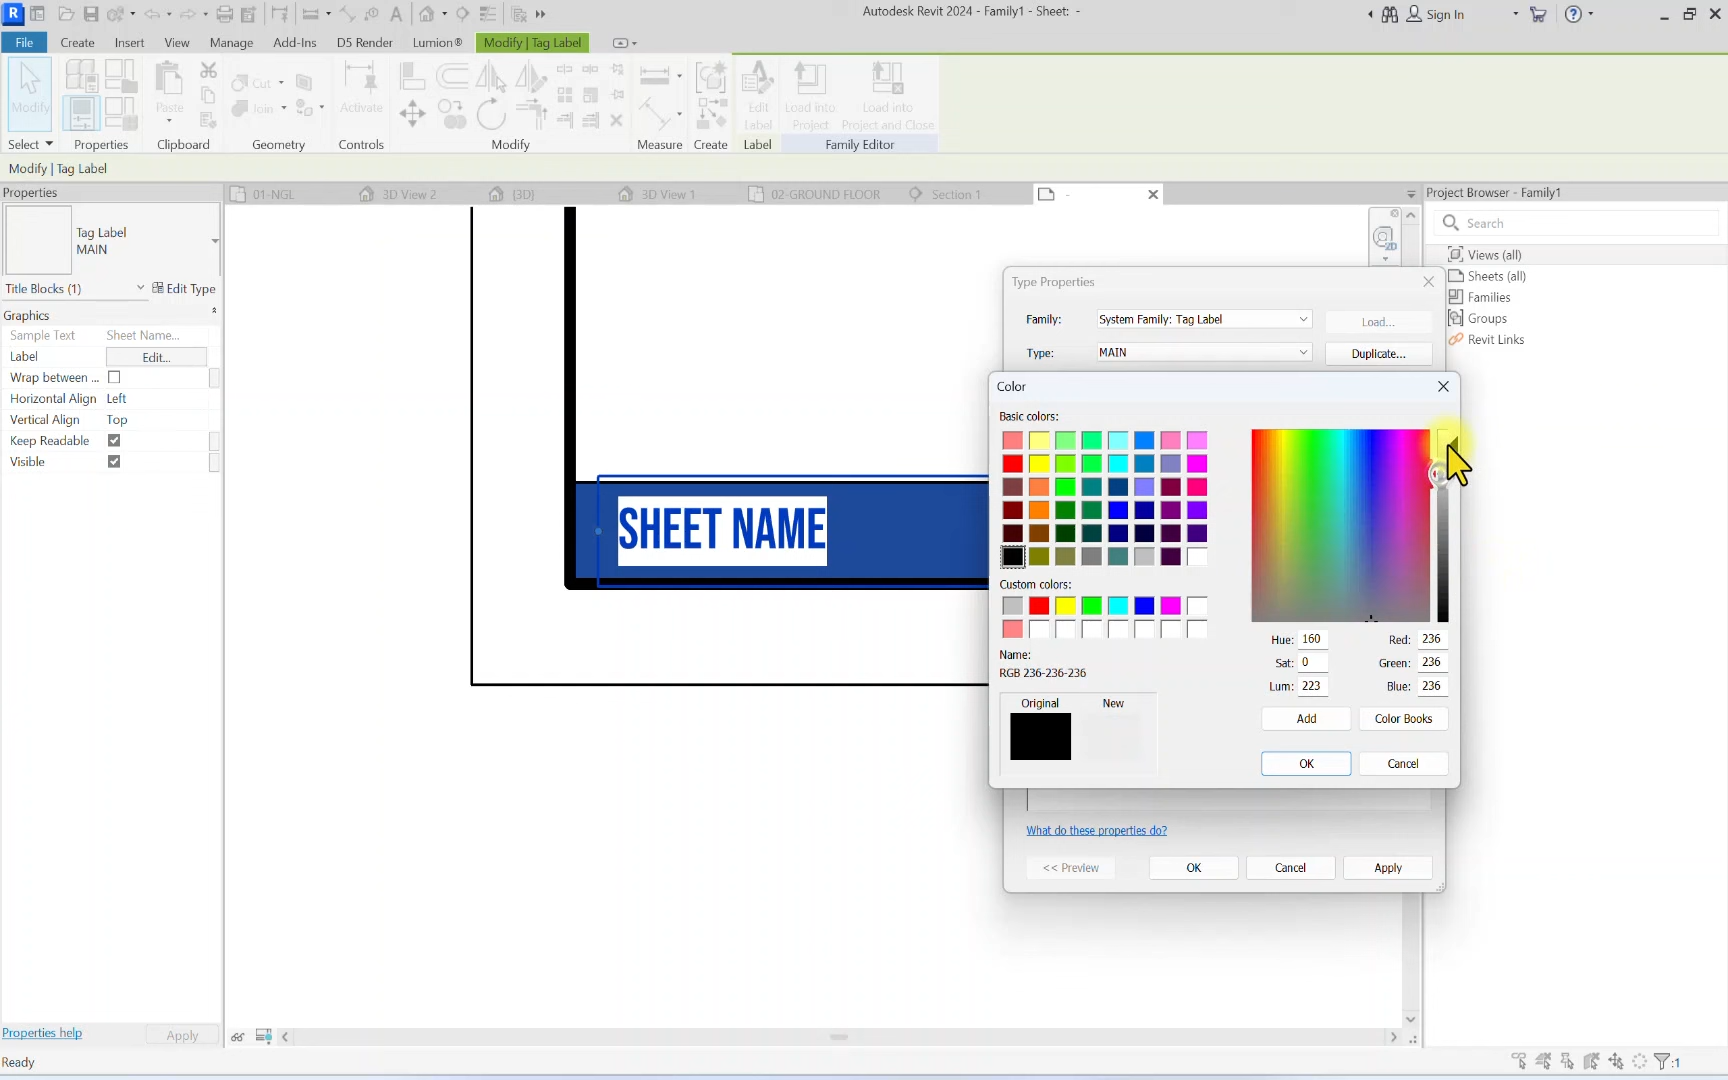 Autodesk Revit 2024 - Family1 - Sheet: -
Sign In
File
Create
Insert
View
Manage
Add-Ins
D5 Render
Lumion®
Modify | Tag Label
Modify
Paste
Cut
Join
Activate
Edit
Label
Load into
Project
Load into
Project and Close
Select
Properties
Clipboard
Geometry
Controls
Modify
Measure
Create
Label
Family Editor
Modify | Tag Label
Properties
Tag Label
MAIN
Title Blocks (1)
Edit Type
Graphics
Sample Text
Sheet Name...
Label
Edit...
Wrap between ...
Horizontal Align
Left
Vertical Align
Top
Keep Readable
Visible
Properties help
Apply
Ready
01-NGL
3D View 2
{3D}
3D View 1
02-GROUND FLOOR
Section 1
-
SHEET NAME
2D
Type Properties
Family:
System Family: Tag Label
Load...
Type:
MAIN
Duplicate...
Color
Basic colors:
Custom colors:
Name:
RGB 236-236-236
Original
New
Hue: 160
Red: 236
Sat: 0
Green: 236
Lum: 223
Blue: 236
Add
Color Books
OK
Cancel
What do these properties do?
<< Preview
OK
Cancel
Apply
Project Browser - Family1
Search
Views (all)
Sheets (all)
Families
Groups
Revit Links
:1